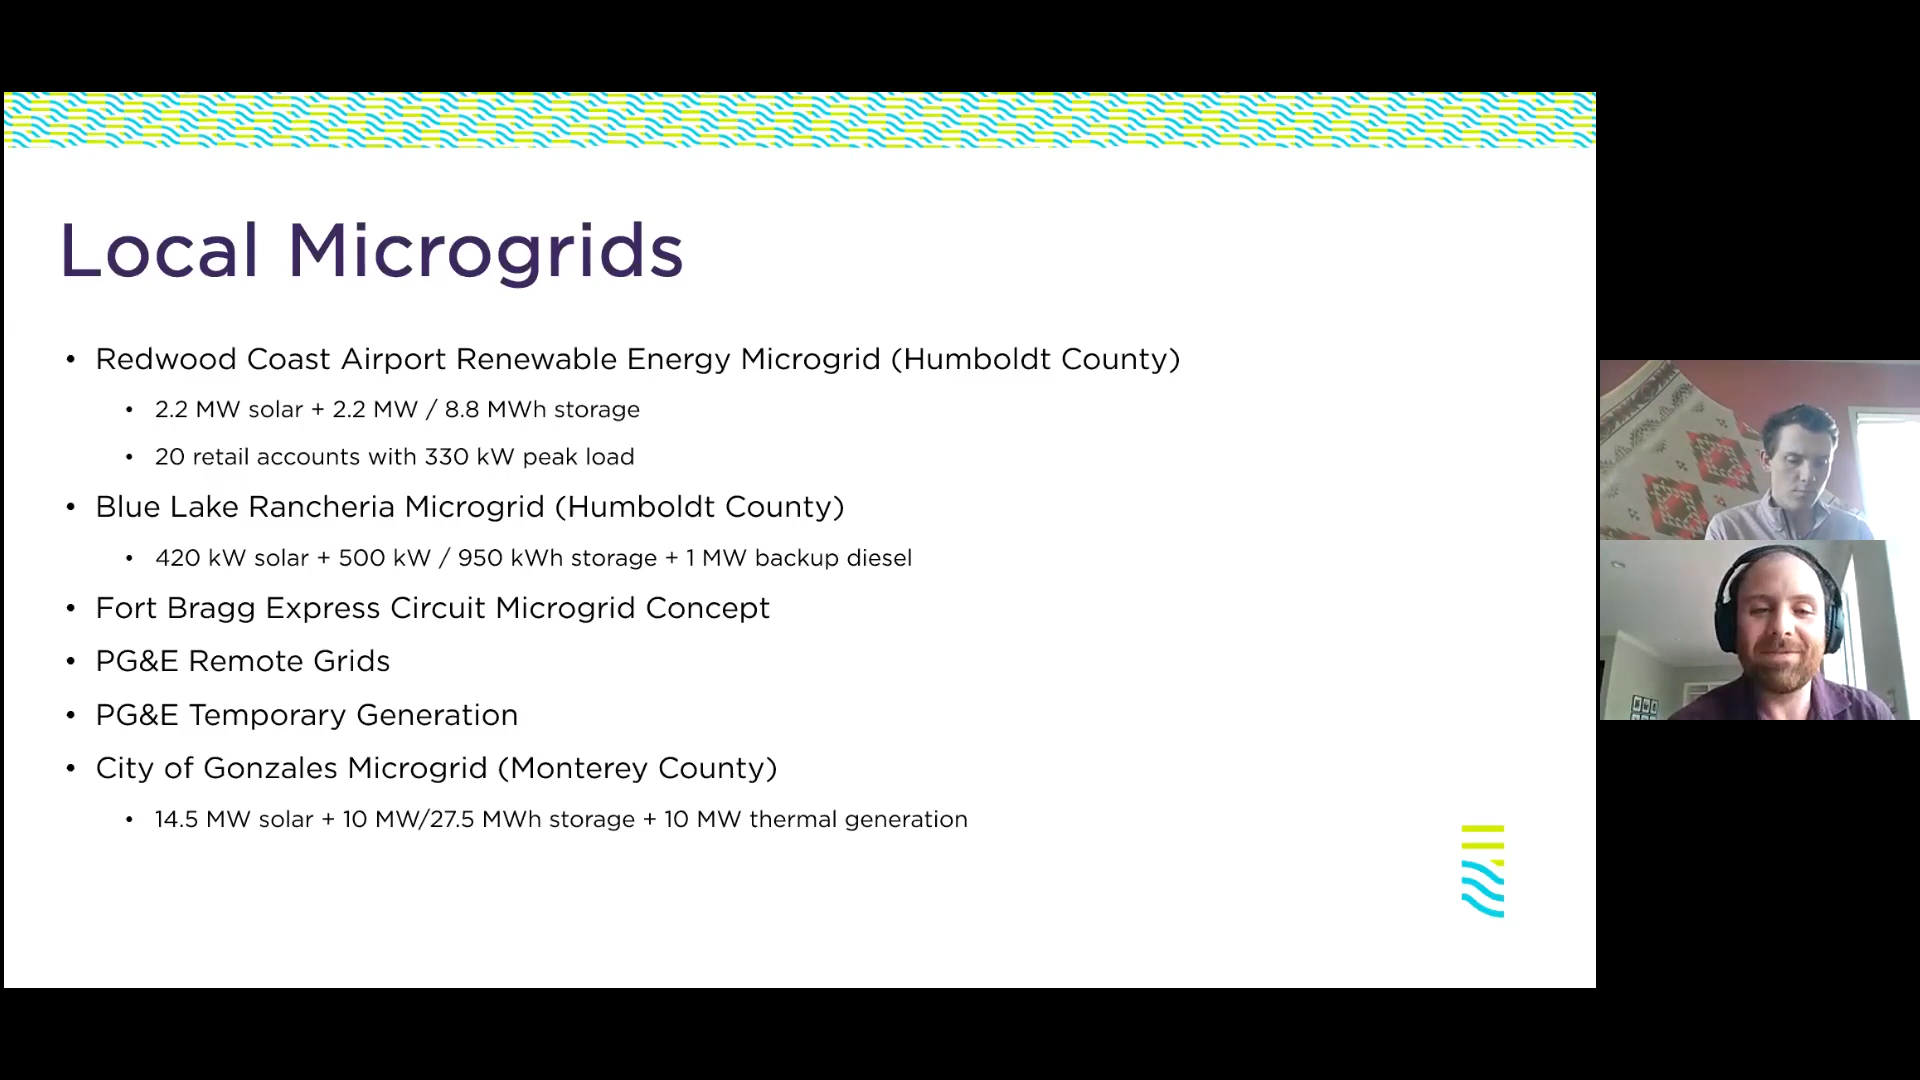 Local Microgrids
• Redwood Coast Airport Renewable Energy Microgrid (Humboldt County)
• 2.2 MW solar + 2.2 MW / 8.8 MWh storage
• 20 retail accounts with 330 kW peak load
• Blue Lake Rancheria Microgrid (Humboldt County)
• 420 kW solar + 500 kW / 950 kWh storage + 1 MW backup diesel
• Fort Bragg Express Circuit Microgrid Concept
• PG&E Remote Grids
• PG&E Temporary Generation
• City of Gonzales Microgrid (Monterey County)
• 14.5 MW solar + 10 MW/27.5 MWh storage + 10 MW thermal generation